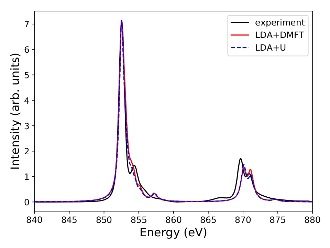 7
6
5
4
3
2
1
0
Intensity (arb. units)
experiment
LDA+DMFT
LDA+U
840 845 850 855 860 865 870 875 880
Energy (eV)